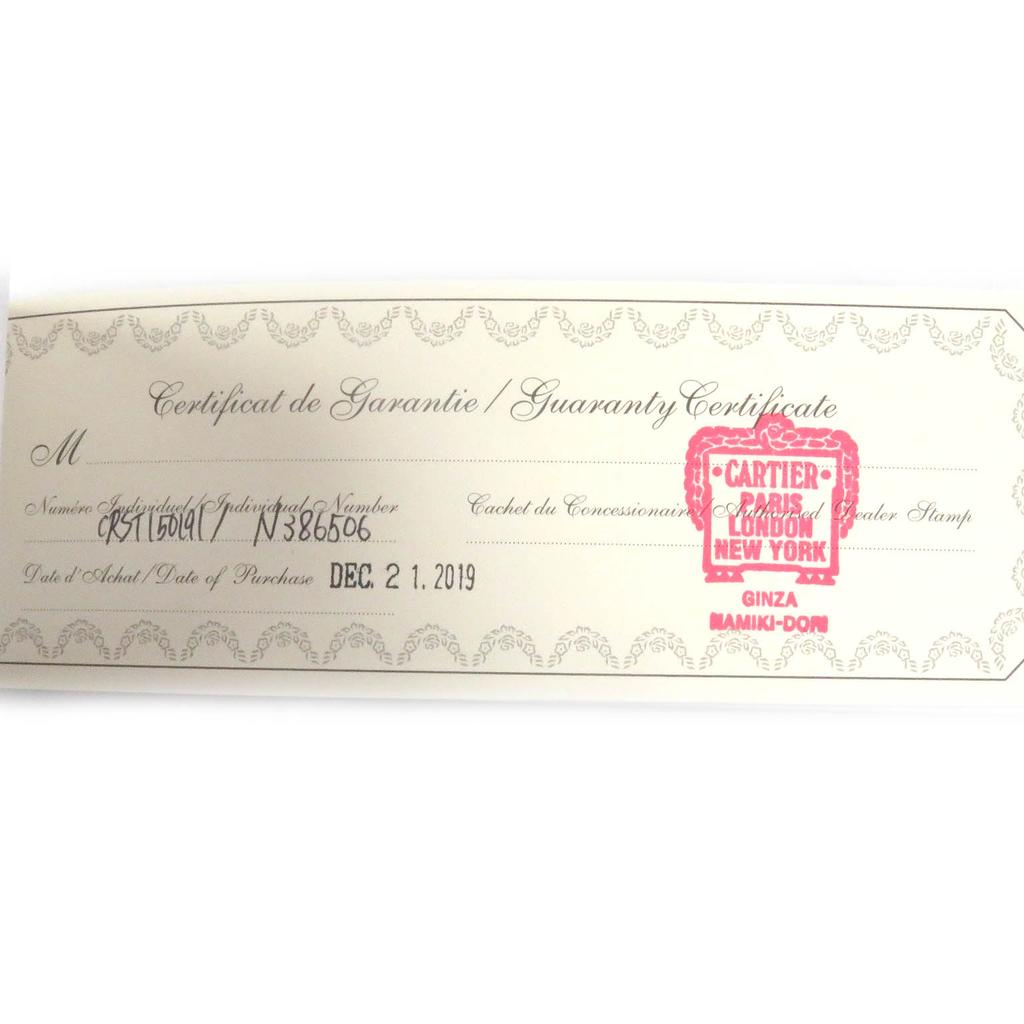 Certificat de Garantie / Guaranty Certificate
M
Numéro Individuel / Individual Number
CRST150191 / N386506
Cachet du Concessionaire / Authorised Dealer Stamp
Date d'Achat / Date of Purchase DEC. 21. 2019
•CARTIER•
PARIS
LONDON
NEW YORK
GINZA
NAMIKI-DORI